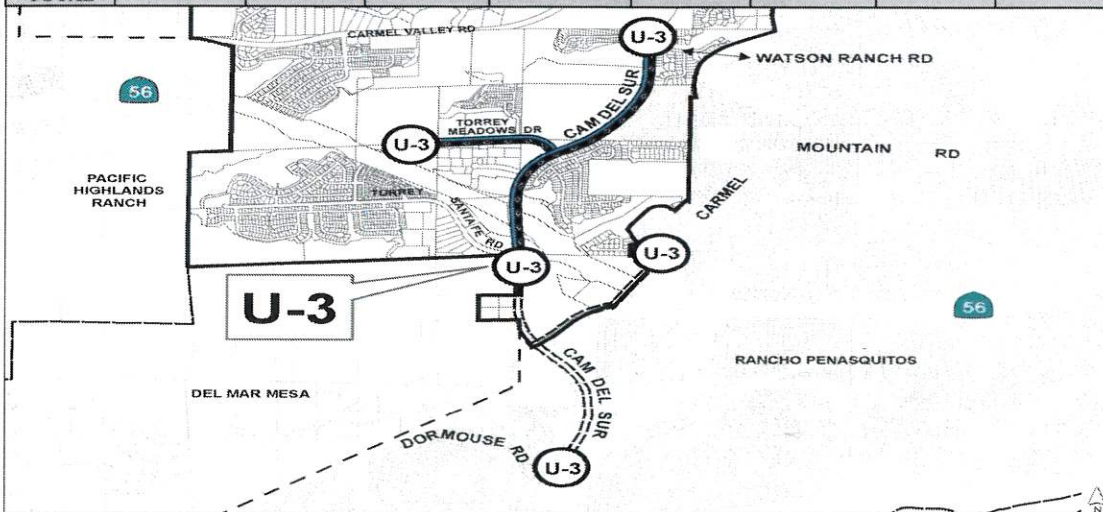 CARMEL VALLEY RD
U-3
WATSON RANCH RD
56
CAM DEL SUR
TORREY
MEADOWS DR
U-3
MOUNTAIN RD
PACIFIC
HIGHLANDS
RANCH
TORREY
CARMEL
SANTA FE RD
U-3
U-3
U-3
56
CAM DEL SUR
RANCHO PENASQUITOS
DEL MAR MESA
DORMOUSE RD
U-3
N